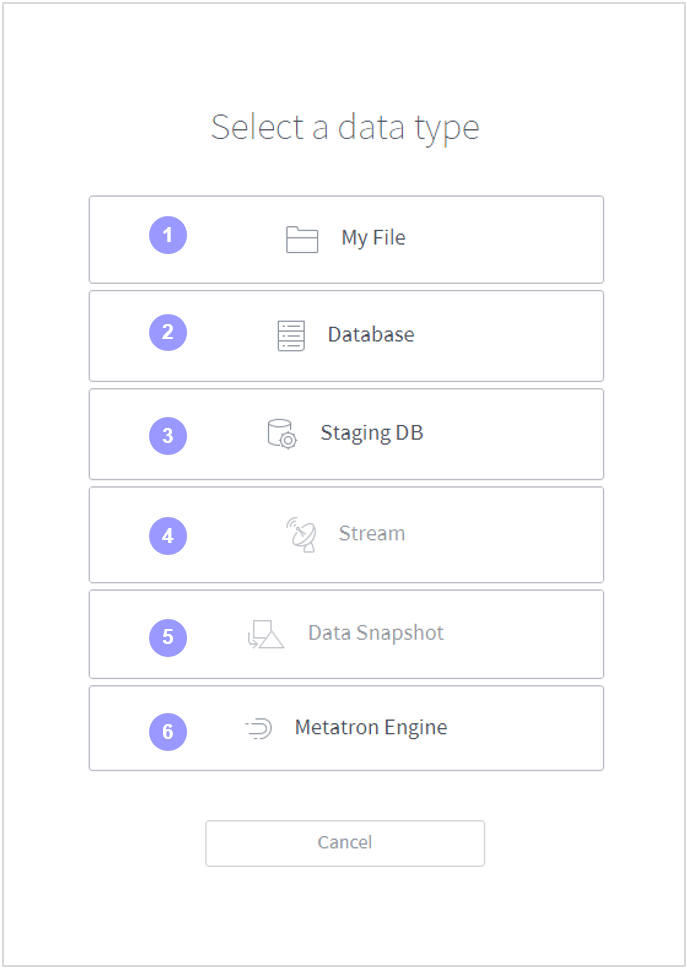 Select a data type
1 My File
2 Database
3 Staging DB
4 Stream
5 Data Snapshot
6 Metatron Engine
Cancel